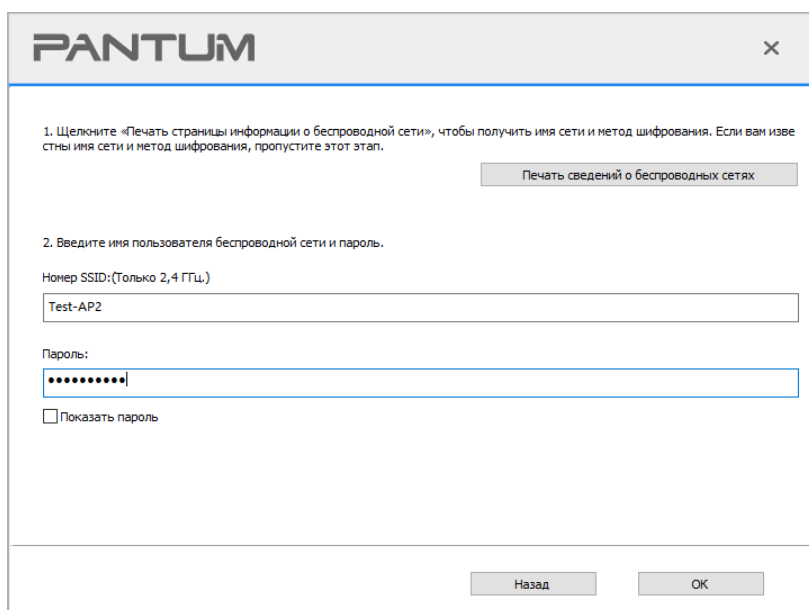 PANTUM
1. Щелкните «Печать страницы информации о беспроводной сети», чтобы получить имя сети и метод шифрования. Если вам изве
стны имя сети и метод шифрования, пропустите этот этап.
Печать сведений о беспроводных сетях
2. Введите имя пользователя беспроводной сети и пароль.
Номер SSID:(Только 2,4 ГГц.)
Test-AP2
Пароль:
••••••••••
Показать пароль
Назад
OK